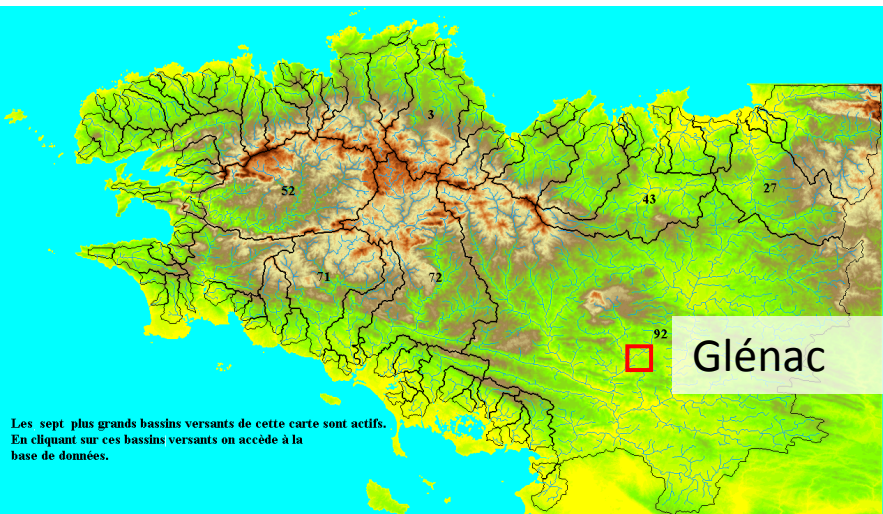 3
52
43
27
71
72
92
Glénac
Les sept plus grands bassins versants de cette carte sont actifs.
En cliquant sur ces bassins versants on accède à la
base de données.